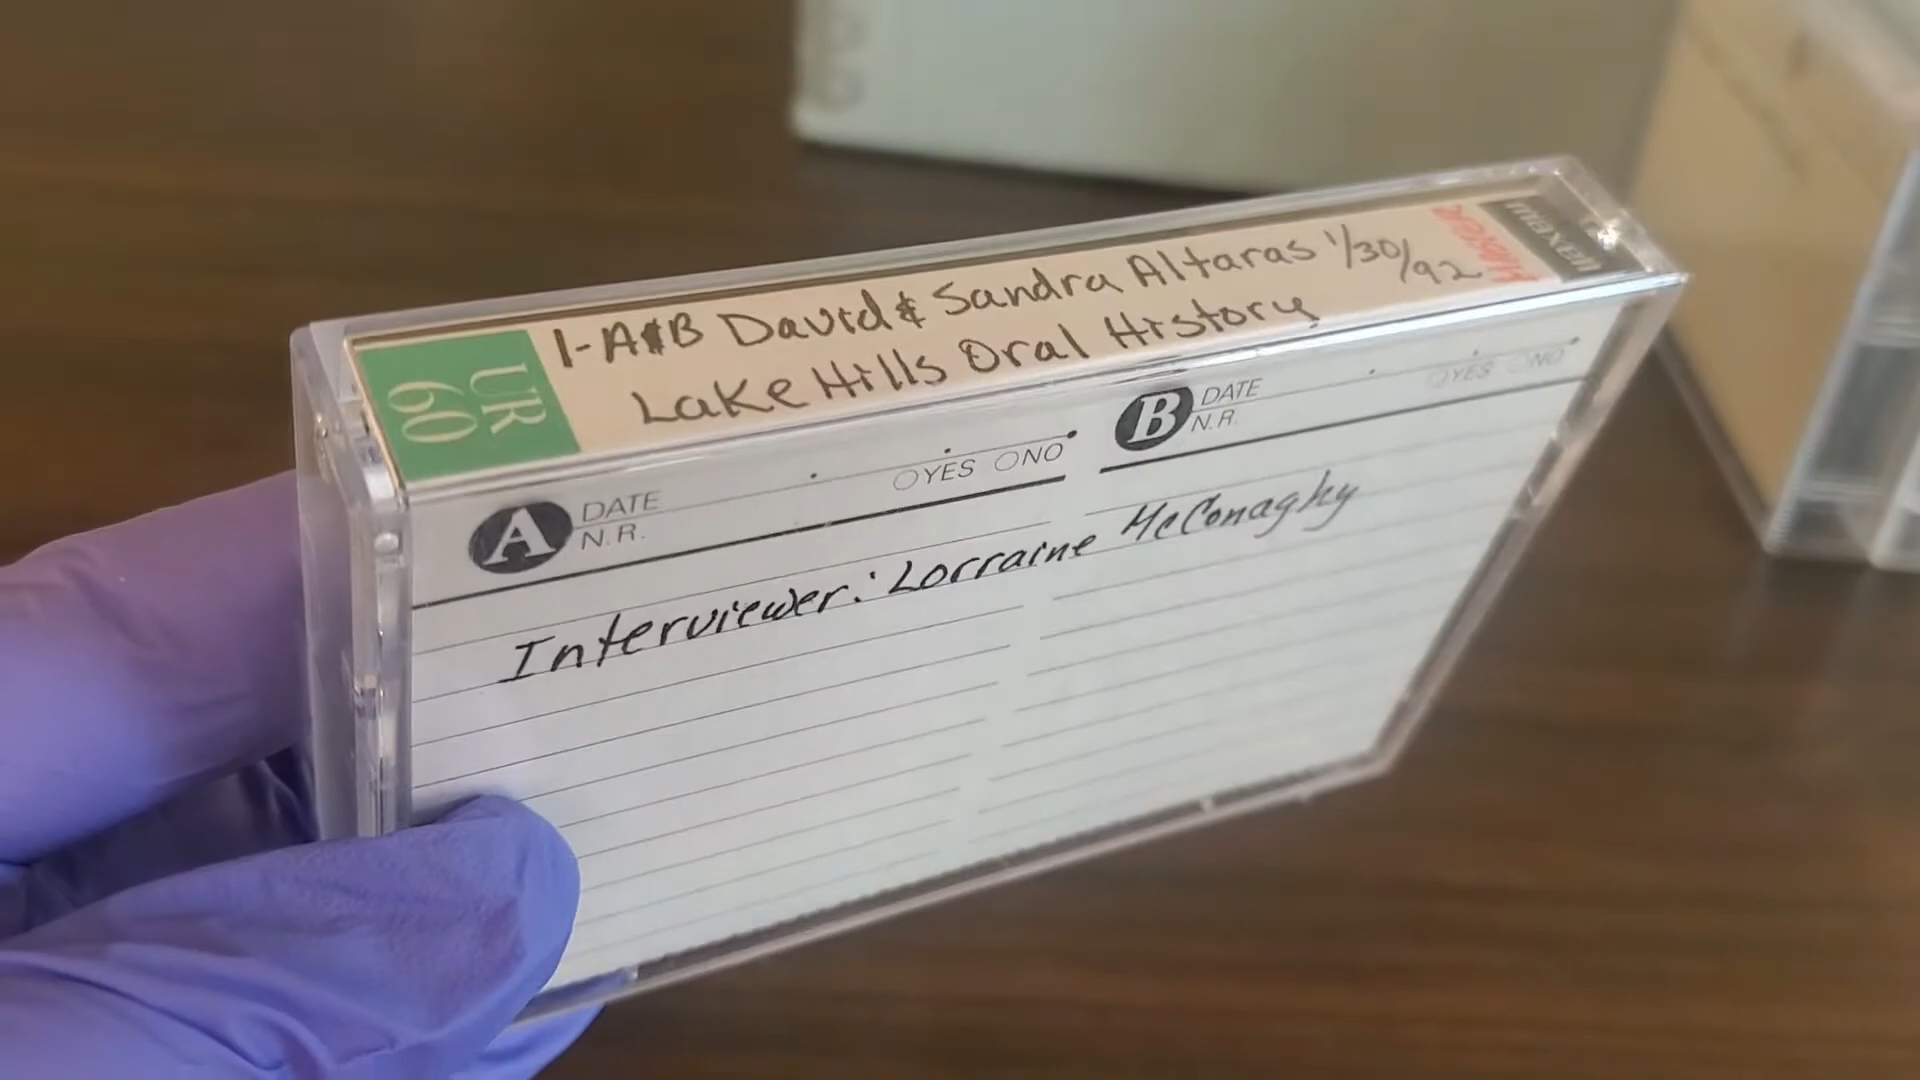 1-A&B David & Sandra Altaras 1/30/92
Lake Hills Oral History
UR
60
Master
maxell
A DATE
N.R.
YES NO
B DATE
N.R.
YES NO
Interviewer: Lorraine McConaghy